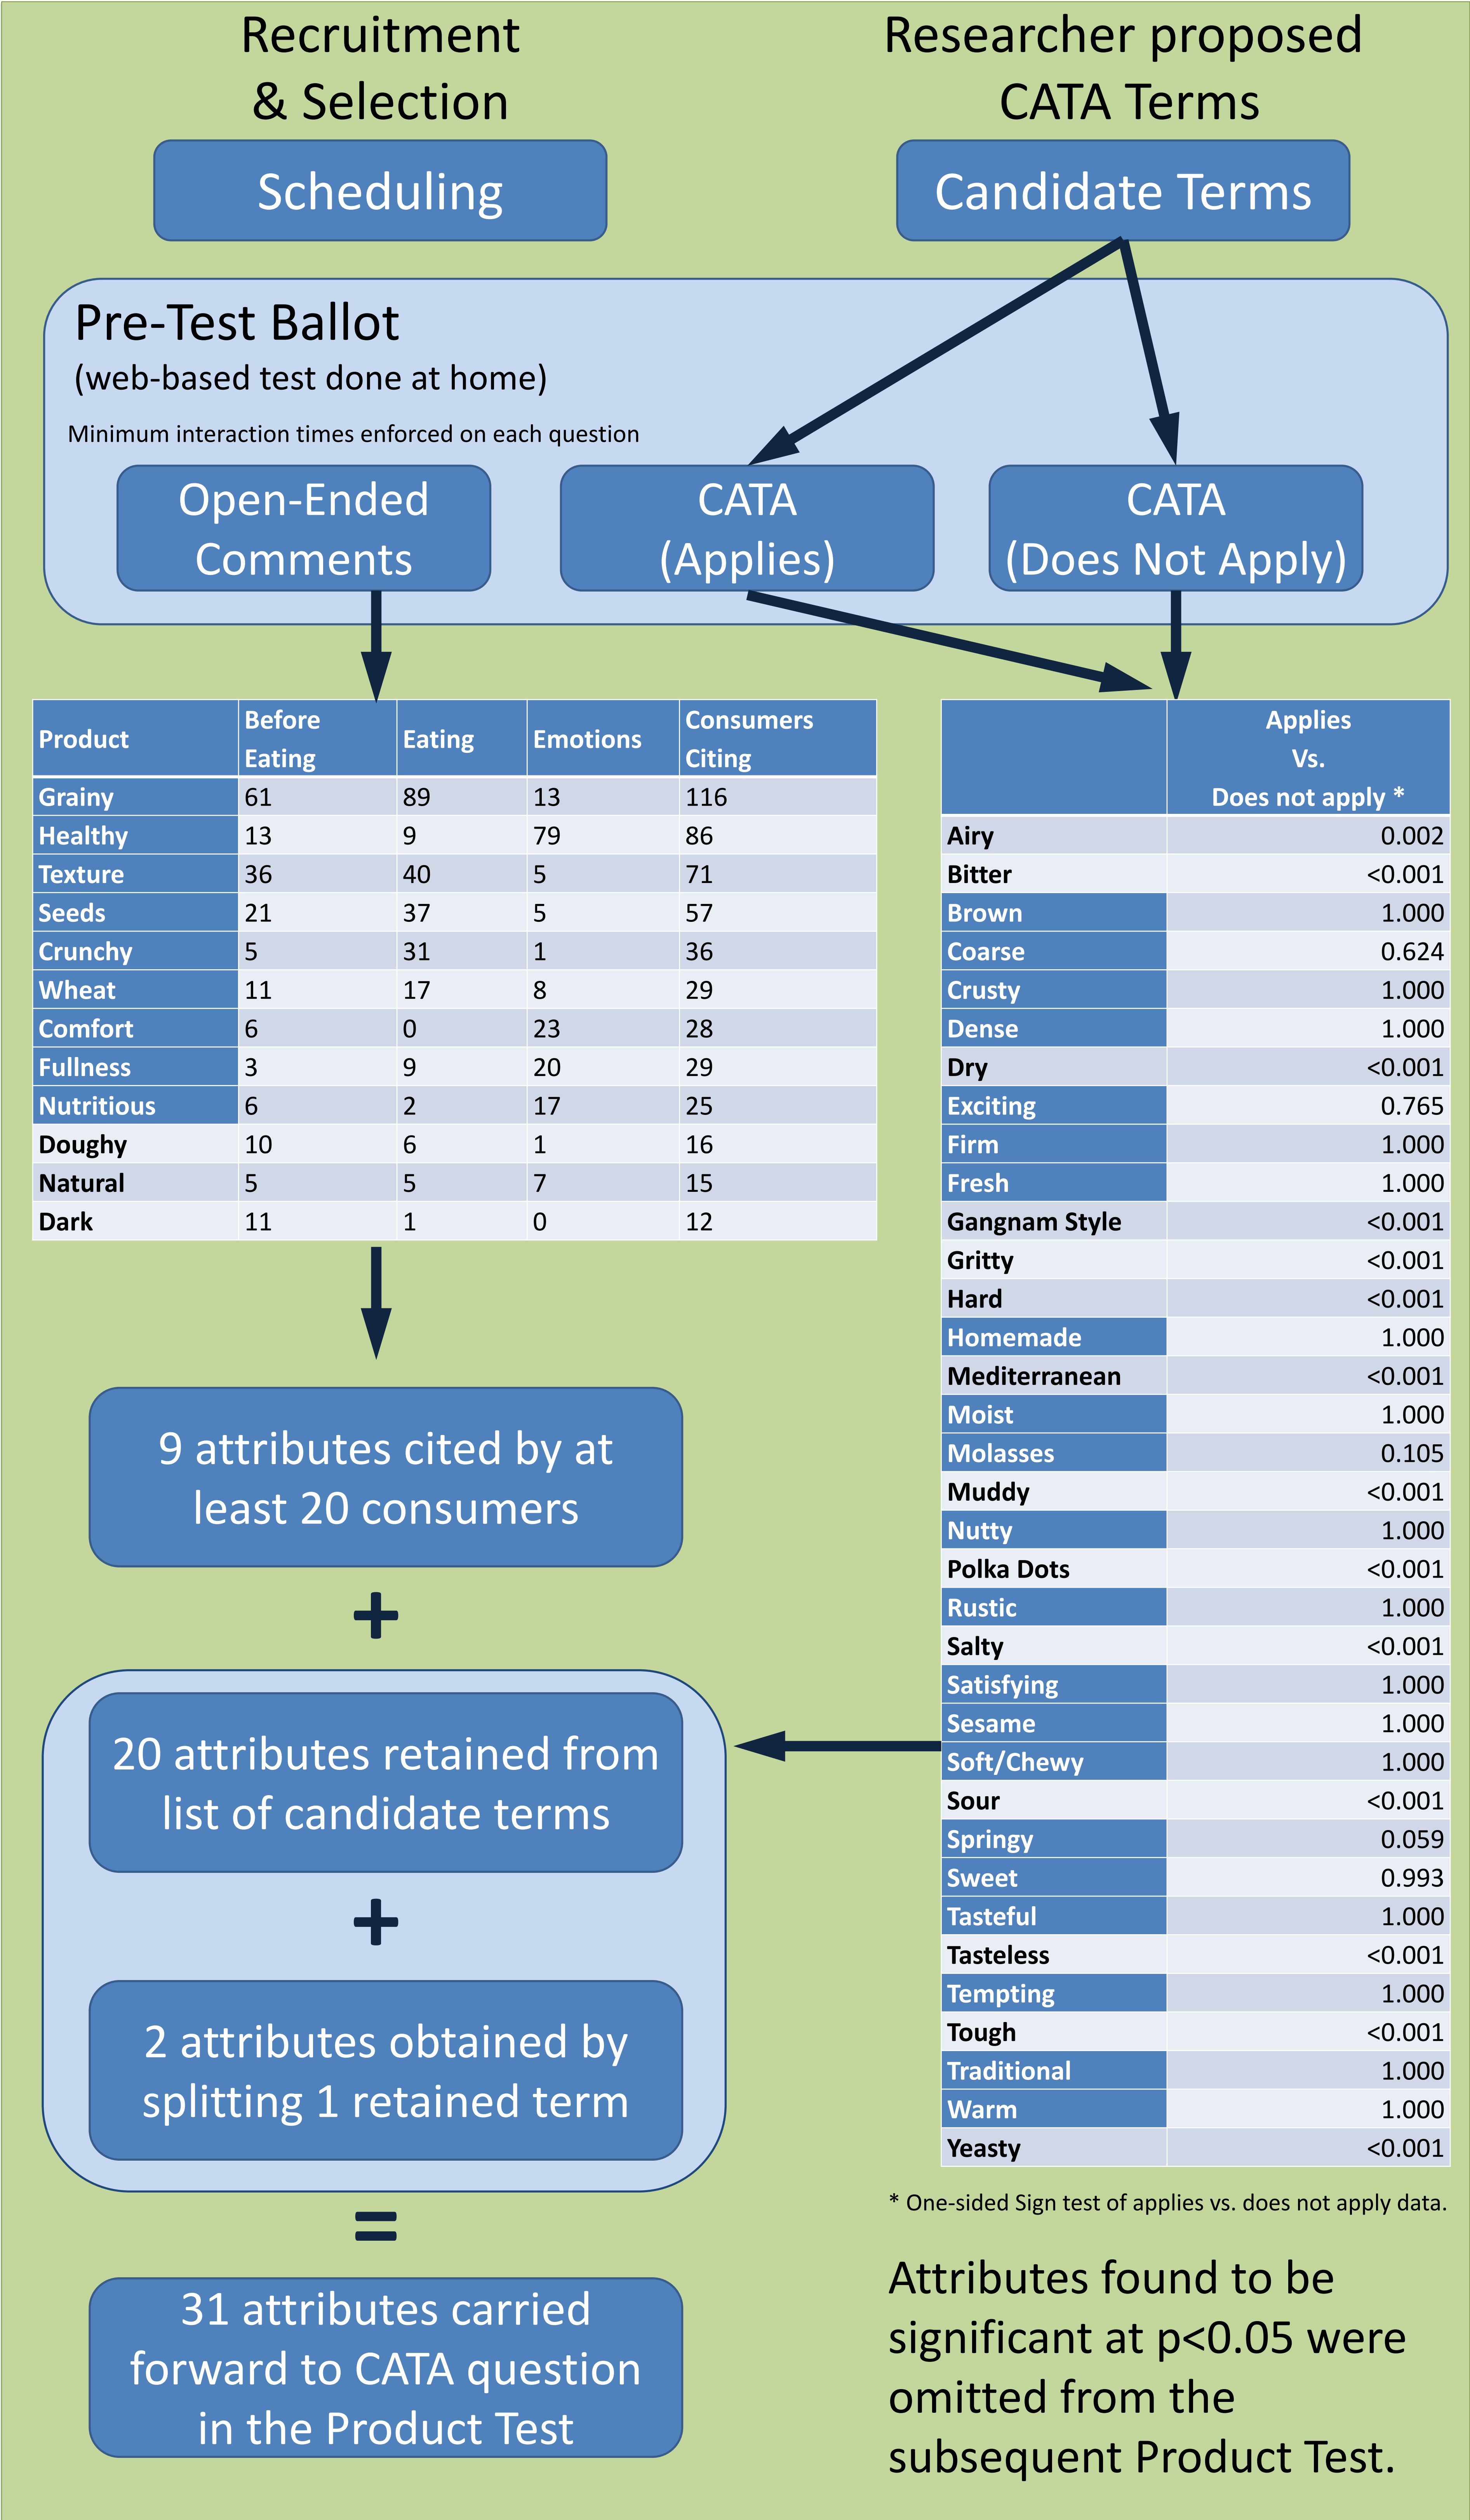 Recruitment
& Selection
Researcher proposed
CATA Terms
Scheduling
Candidate Terms
Pre-Test Ballot
(web-based test done at home)
Minimum interaction times enforced on each question
Open-Ended
Comments
CATA
(Applies)
CATA
(Does Not Apply)
Product Before Eating Eating Emotions Consumers Citing
Grainy 61 89 13 116
Healthy 13 9 79 86
Texture 36 40 5 71
Seeds 21 37 5 57
Crunchy 5 31 1 36
Wheat 11 17 8 29
Comfort 6 0 23 28
Fullness 3 9 20 29
Nutritious 6 2 17 25
Doughy 10 6 1 16
Natural 5 5 7 15
Dark 11 1 0 12
9 attributes cited by at
least 20 consumers
+
20 attributes retained from
list of candidate terms
+
2 attributes obtained by
splitting 1 retained term
=
31 attributes carried
forward to CATA question
in the Product Test
Applies
Vs.
Does not apply *
Airy 0.002
Bitter <0.001
Brown 1.000
Coarse 0.624
Crusty 1.000
Dense 1.000
Dry <0.001
Exciting 0.765
Firm 1.000
Fresh 1.000
Gangnam Style <0.001
Gritty <0.001
Hard <0.001
Homemade 1.000
Mediterranean <0.001
Moist 1.000
Molasses 0.105
Muddy <0.001
Nutty 1.000
Polka Dots <0.001
Rustic 1.000
Salty <0.001
Satisfying 1.000
Sesame 1.000
Soft/Chewy 1.000
Sour <0.001
Springy 0.059
Sweet 0.993
Tasteful 1.000
Tasteless <0.001
Tempting 1.000
Tough <0.001
Traditional 1.000
Warm 1.000
Yeasty <0.001
* One-sided Sign test of applies vs. does not apply data.
Attributes found to be
significant at p<0.05 were
omitted from the
subsequent Product Test.